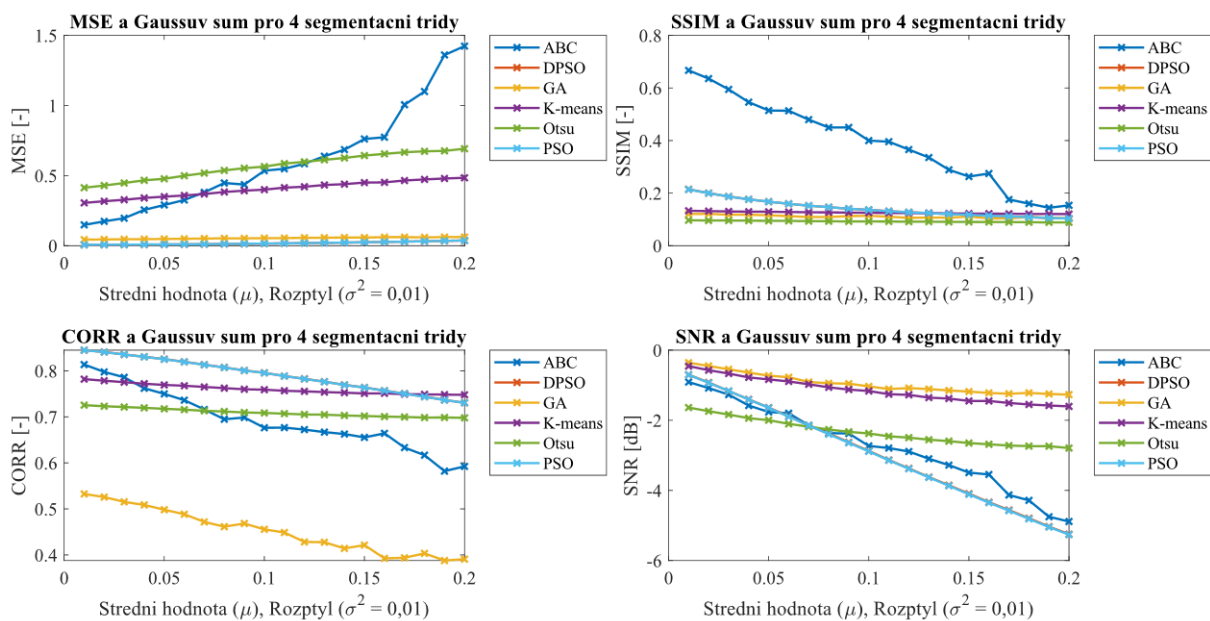 MSE a Gaussuv sum pro 4 segmentacni tridy
1.5
1
0.5
0
MSE [-]
0
0.05
0.1
0.15
0.2
Stredni hodnota (μ), Rozptyl (σ² = 0,01)
ABC
DPSO
GA
K-means
Otsu
PSO
SSIM a Gaussuv sum pro 4 segmentacni tridy
0.8
0.6
0.4
0.2
0
SSIM [-]
0
0.05
0.1
0.15
0.2
Stredni hodnota (μ), Rozptyl (σ² = 0,01)
ABC
DPSO
GA
K-means
Otsu
PSO
CORR a Gaussuv sum pro 4 segmentacni tridy
0.8
0.7
0.6
0.5
0.4
CORR [-]
0
0.05
0.1
0.15
0.2
Stredni hodnota (μ), Rozptyl (σ² = 0,01)
ABC
DPSO
GA
K-means
Otsu
PSO
SNR a Gaussuv sum pro 4 segmentacni tridy
0
-2
-4
-6
SNR [dB]
0
0.05
0.1
0.15
0.2
Stredni hodnota (μ), Rozptyl (σ² = 0,01)
ABC
DPSO
GA
K-means
Otsu
PSO